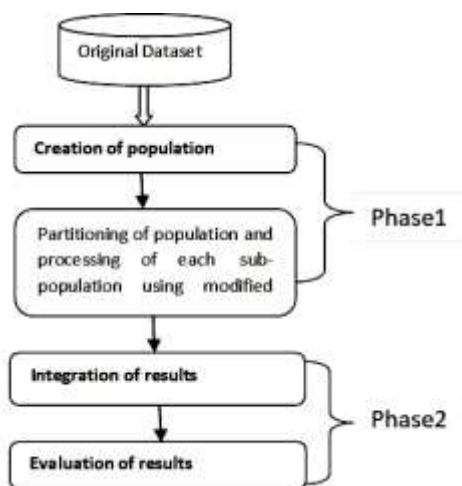 Original Dataset
Creation of population
Phase1
Partitioning of population and
processing of each sub-
population using modified
Integration of results
Phase2
Evaluation of results